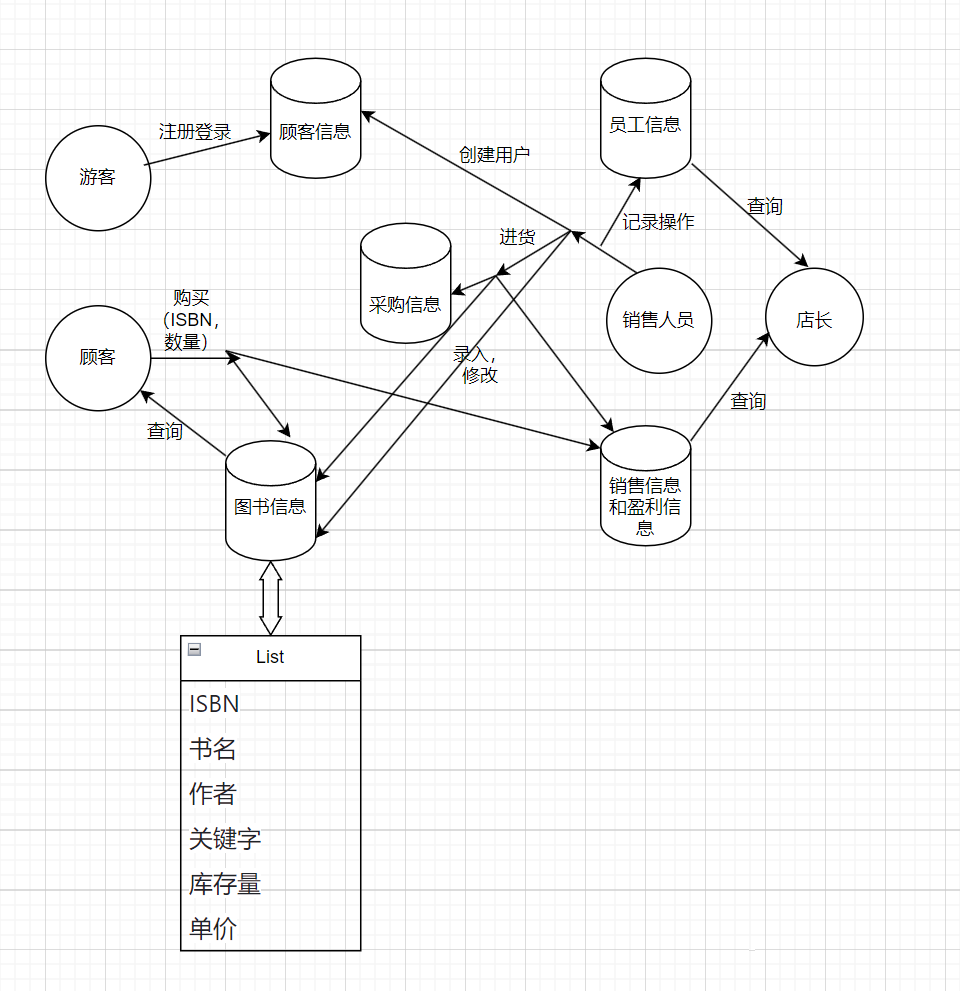 注册登录
顾客信息
员工信息
创建用户
游客
查询
记录操作
进货
购买
（ISBN，
数量）
采购信息
销售人员
店长
顾客
录入，
修改
查询
查询
图书信息
销售信息
和盈利信
息
List
ISBN
书名
作者
关键字
库存量
单价